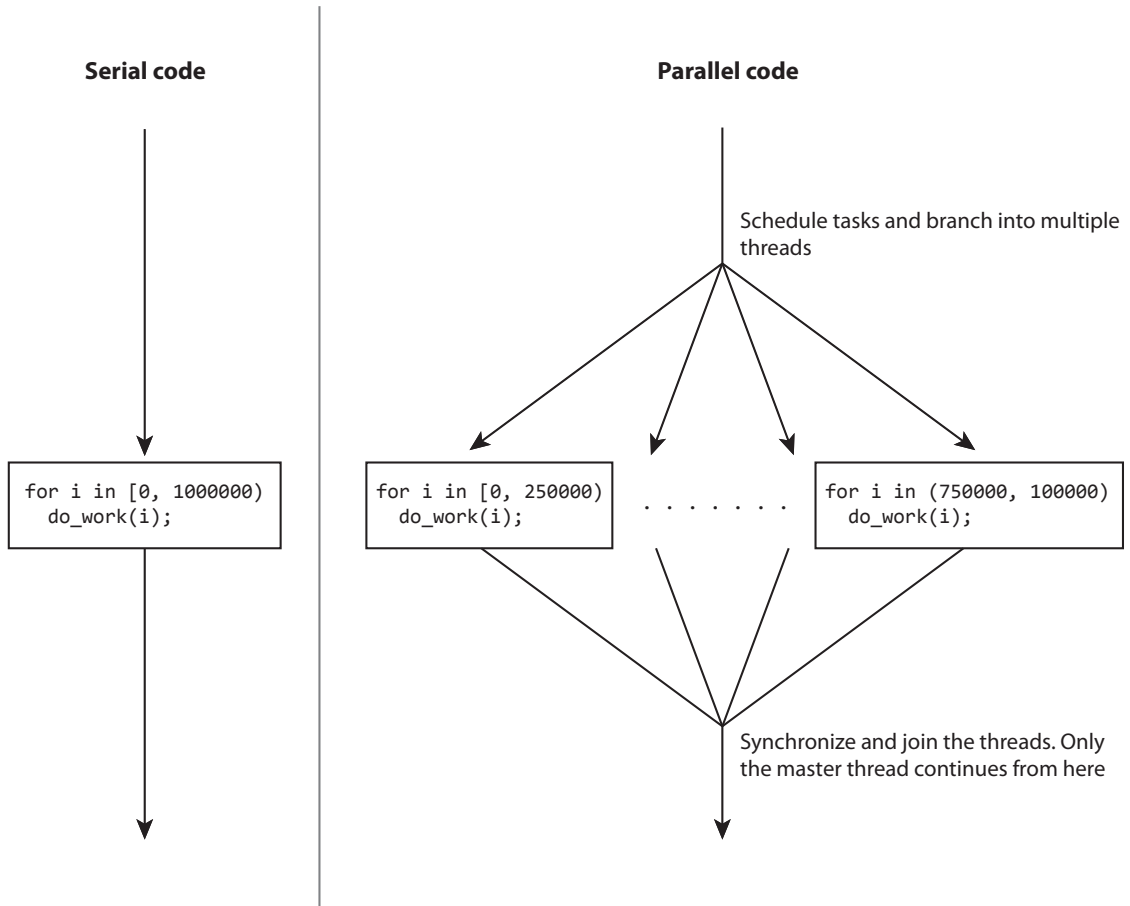 Serial code
for i in [0, 1000000)
do_work(i);
Parallel code
Schedule tasks and branch into multiple
threads
for i in [0, 250000)
do_work(i);
. . . . . . .
for i in (750000, 100000)
do_work(i);
Synchronize and join the threads. Only
the master thread continues from here